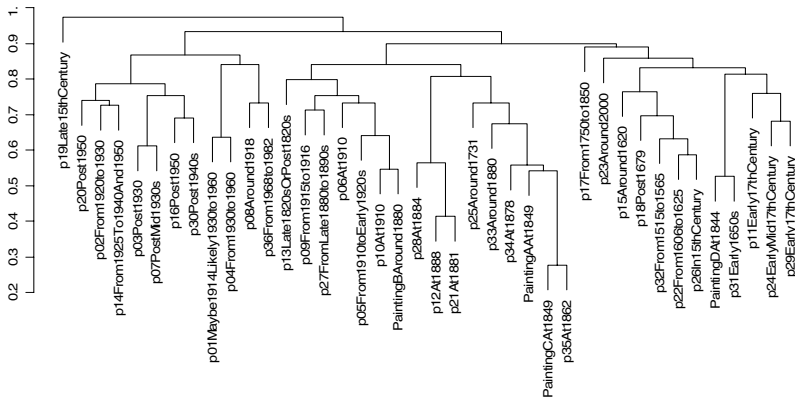 1.
0.9
0.8
0.7
0.6
0.5
0.4
0.3
0.2
p19Late15thCentury
p20Post1950
p02From1920to1930
p14From1925To1940And1950
p03Post1930
p07PostMid1930s
p16Post1950
p30Post1940s
p01Maybe1914Likely1930to1960
p04From1930to1960
p08Around1918
p36From1968to1982
p13Late1820sOrPost1820s
p09From1915to1916
p27FromLate1880to1890s
p06At1910
p05From1910toEarly1920s
p10At1910
PaintingBAround1880
p28At1884
p12At1888
p21At1881
p25Around1731
p33Around1880
p34At1878
PaintingAAt1849
PaintingCAt1849
p35At1862
p17From1750to1850
p23Around2000
p15Around1620
p18Post1679
p32From1515to1565
p22From1606to1625
p26In15thCentury
PaintingDAt1844
p31Early1650s
p11Early17thCentury
p24EarlyMid17thCentury
p29Early17thCentury